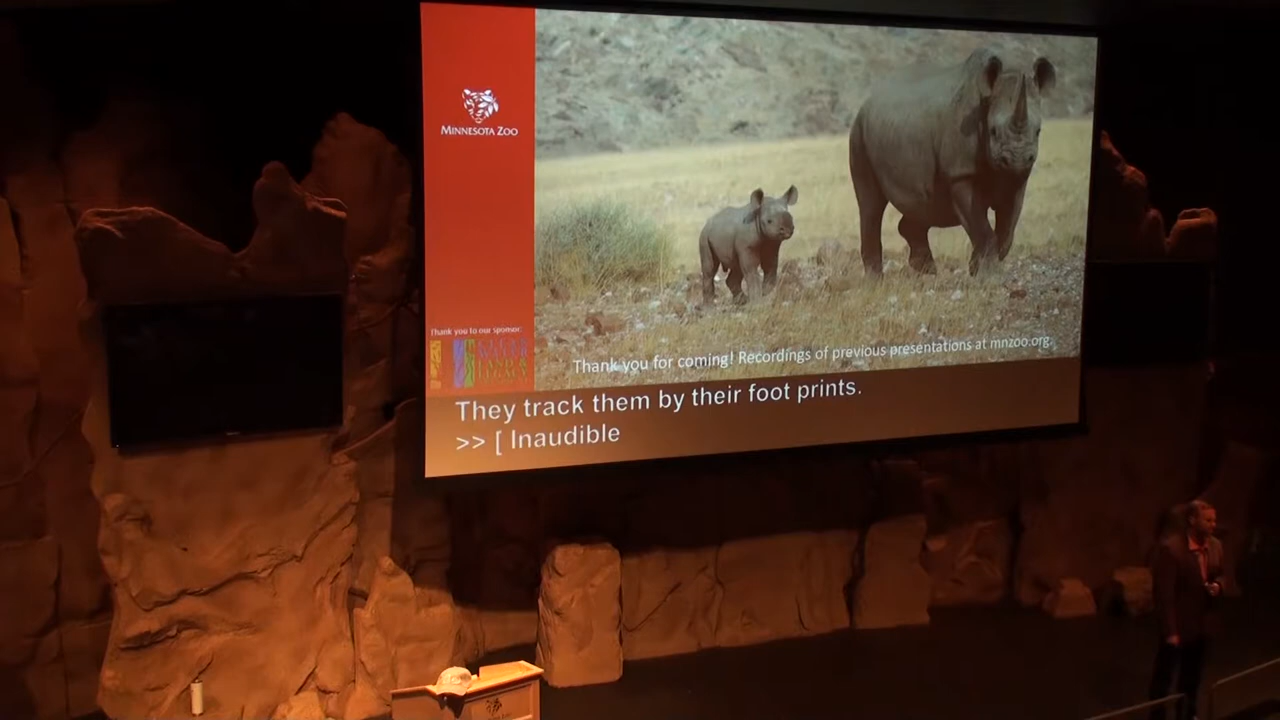 MINNESOTA ZOO
Thank you to our sponsor:
Thank you for coming! Recordings of previous presentations at mnzoo.org.
They track them by their foot prints.
>> [ Inaudible